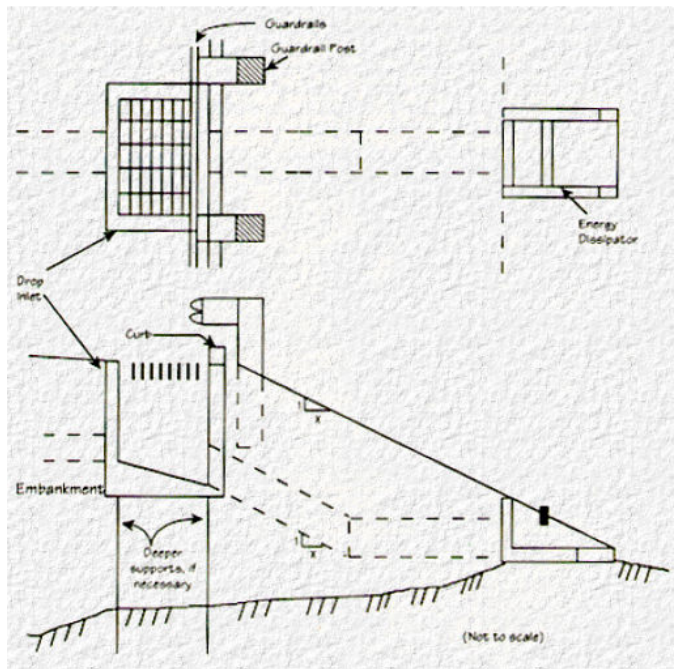 Guardrails
Guardrail Post
Energy
Dissipator
Drop
Inlet
Curb
1
X
Embankment
1
X
Deeper
supports, if
necessary
(Not to scale)